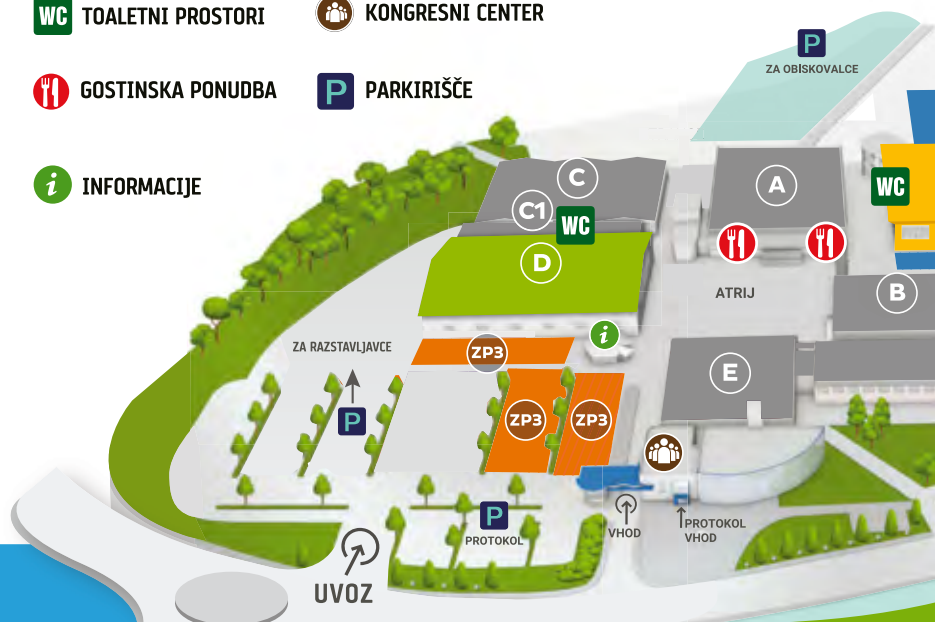 WC TOALETNI PROSTORI
KONGRESNI CENTER
GOSTINSKA PONUDBA
P PARKIRIŠČE
i INFORMACIJE
P
ZA OBISKOVALCE
C
C1
WC
A
WC
D
ATRIJ
B
i
ZA RAZSTAVLJAVCE
ZP3
E
P
ZP3
ZP3
P
PROTOKOL
VHOD
PROTOKOL
VHOD
UVOZ